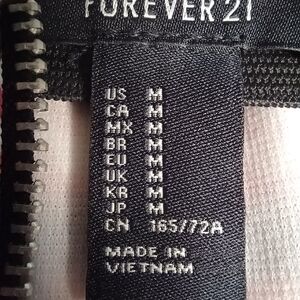 FOREVER 21
US M
CA M
MX M
BR M
EU M
UK M
KR M
JP M
CN 165/72A
MADE IN
VIETNAM